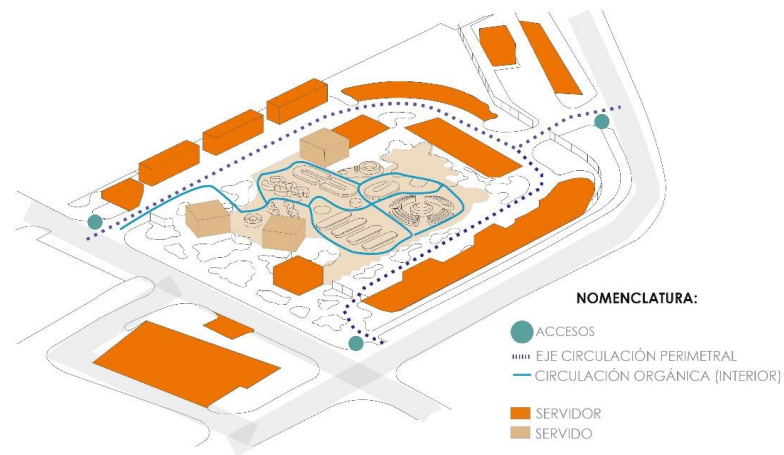 NOMENCLATURA:
ACCESOS
EJE CIRCULACIÓN PERIMETRAL
CIRCULACIÓN ORGÁNICA (INTERIOR)
SERVIDOR
SERVIDO